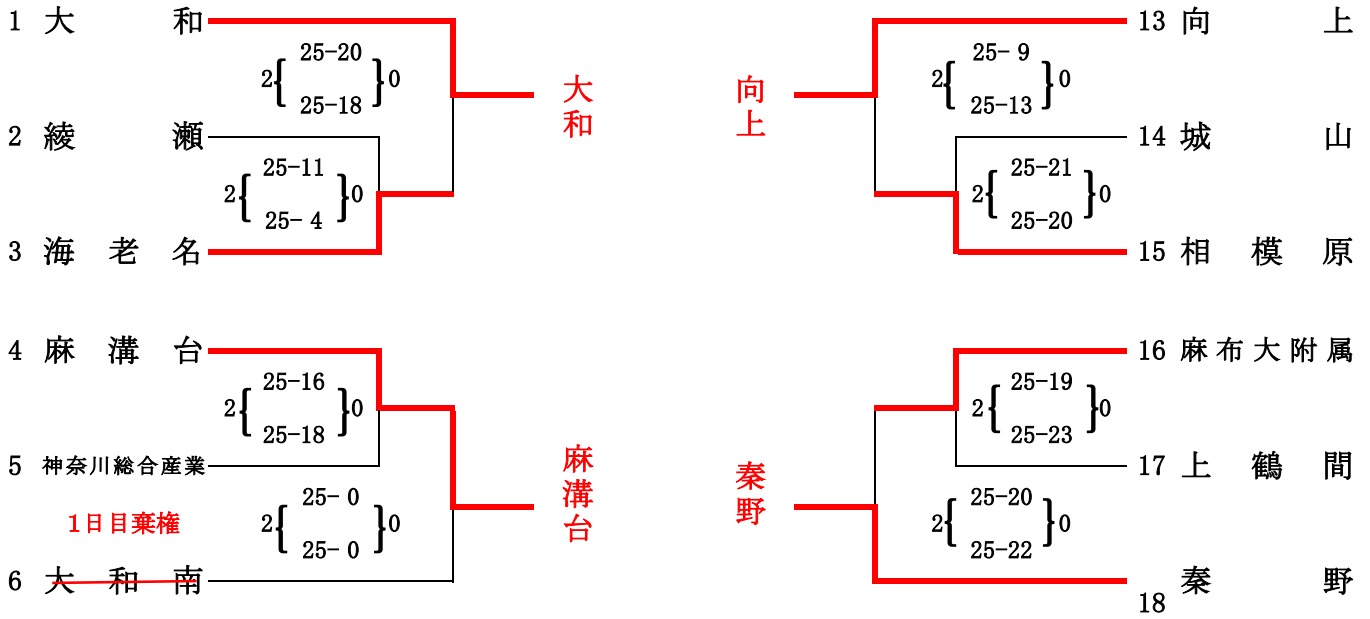 1 大和
25-20
2{ }0
25-18
大和
2 綾瀬
25-11
2{ }0
25- 4
3 海老名
4 麻溝台
25-16
2{ }0
25-18
5 神奈川総合産業
麻溝台
25- 0
1日目棄権
2{ }0
25- 0
6 大和南
13 向上
25- 9
2{ }0
25-13
向上
14 城山
25-21
2{ }0
25-20
15 相模原
16 麻布大附属
25-19
2{ }0
25-23
17 上鶴間
秦野
25-20
2{ }0
25-22
18 秦野